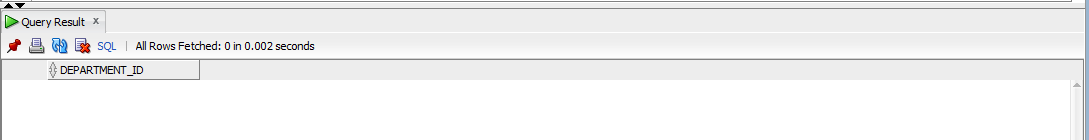 Query Result x
SQL | All Rows Fetched: 0 in 0.002 seconds
DEPARTMENT_ID